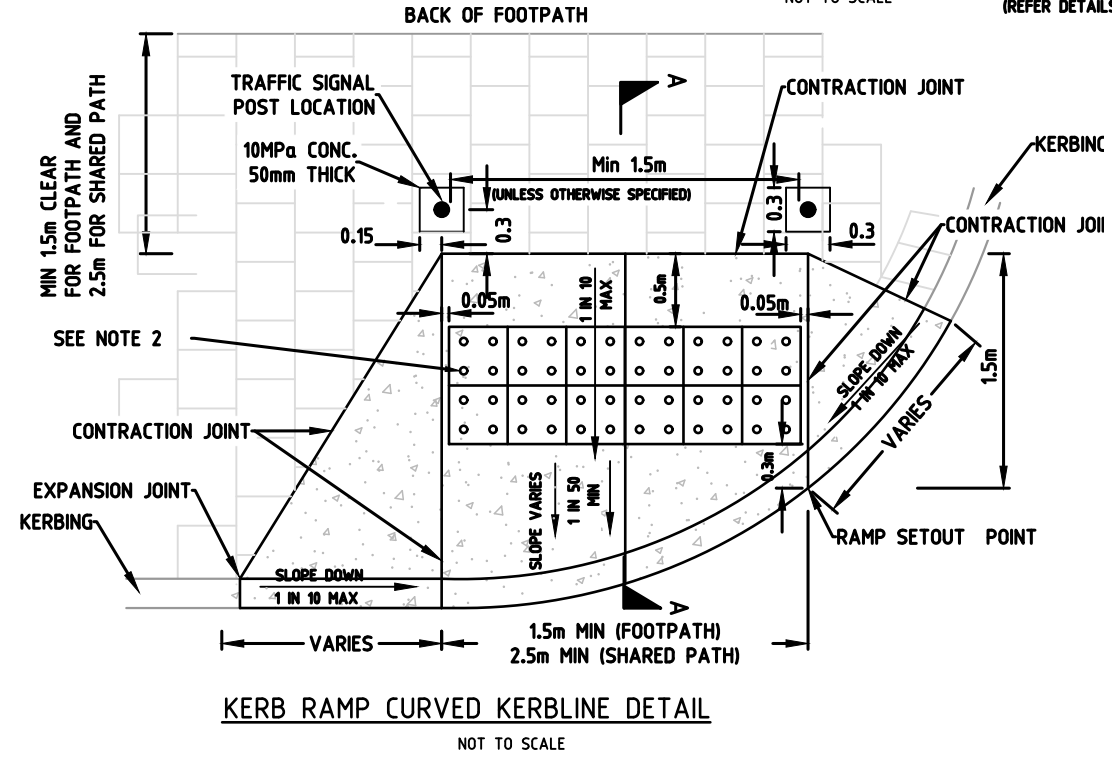 NOT TO SCALE
(REFER DETAILS
BACK OF FOOTPATH
MIN 1.5m CLEAR
FOR FOOTPATH AND
2.5m FOR SHARED PATH
TRAFFIC SIGNAL
POST LOCATION
10MPa CONC.
50mm THICK
A
CONTRACTION JOINT
KERBING
Min 1.5m
(UNLESS OTHERWISE SPECIFIED)
0.3
0.3
0.15
0.3
CONTRACTION JOI
0.05m
1 IN 10
MAX
0.5m
0.05m
SEE NOTE 2
SLOPE DOWN
1 IN 10 MAX
1.5m
VARIES
CONTRACTION JOINT
0.3m
EXPANSION JOINT
KERBING
SLOPE VARIES
1 IN 50
MIN
RAMP SETOUT POINT
SLOPE DOWN
1 IN 10 MAX
A
VARIES
1.5m MIN (FOOTPATH)
2.5m MIN (SHARED PATH)
KERB RAMP CURVED KERBLINE DETAIL
NOT TO SCALE